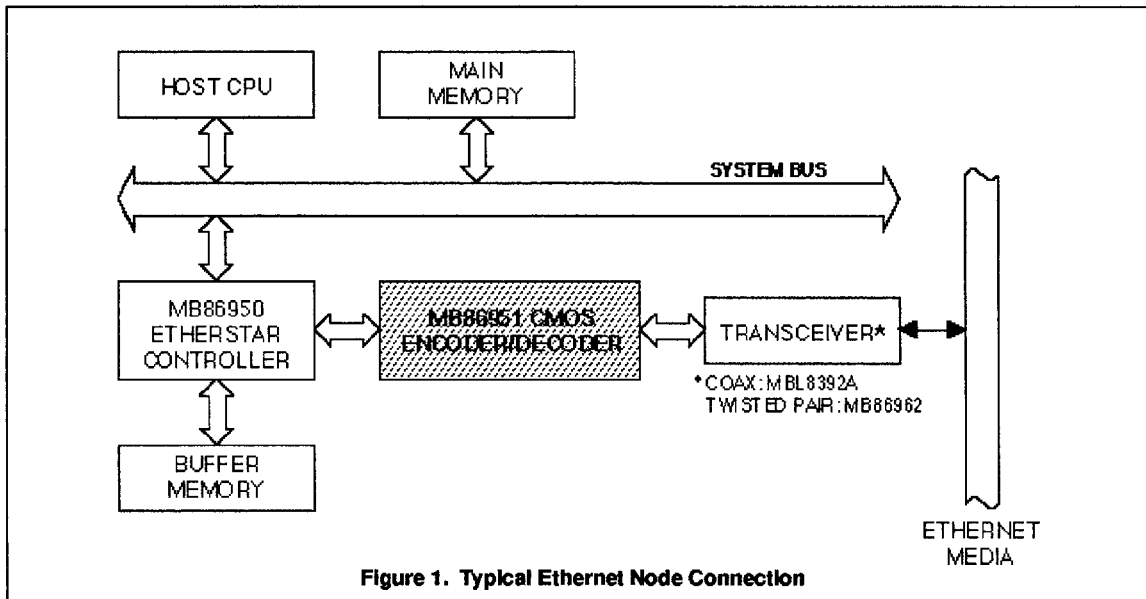 HOST CPU
MAIN
MEMORY
SYSTEM BUS
MB86950
ETHERSTAR
CONTROLLER
MB86951 CMOS
ENCODER/DECODER
TRANSCEIVER*
*COAX: MBL8392A
TWISTED PAIR: MB86962
BUFFER
MEMORY
ETHERNET
MEDIA
Figure 1. Typical Ethernet Node Connection